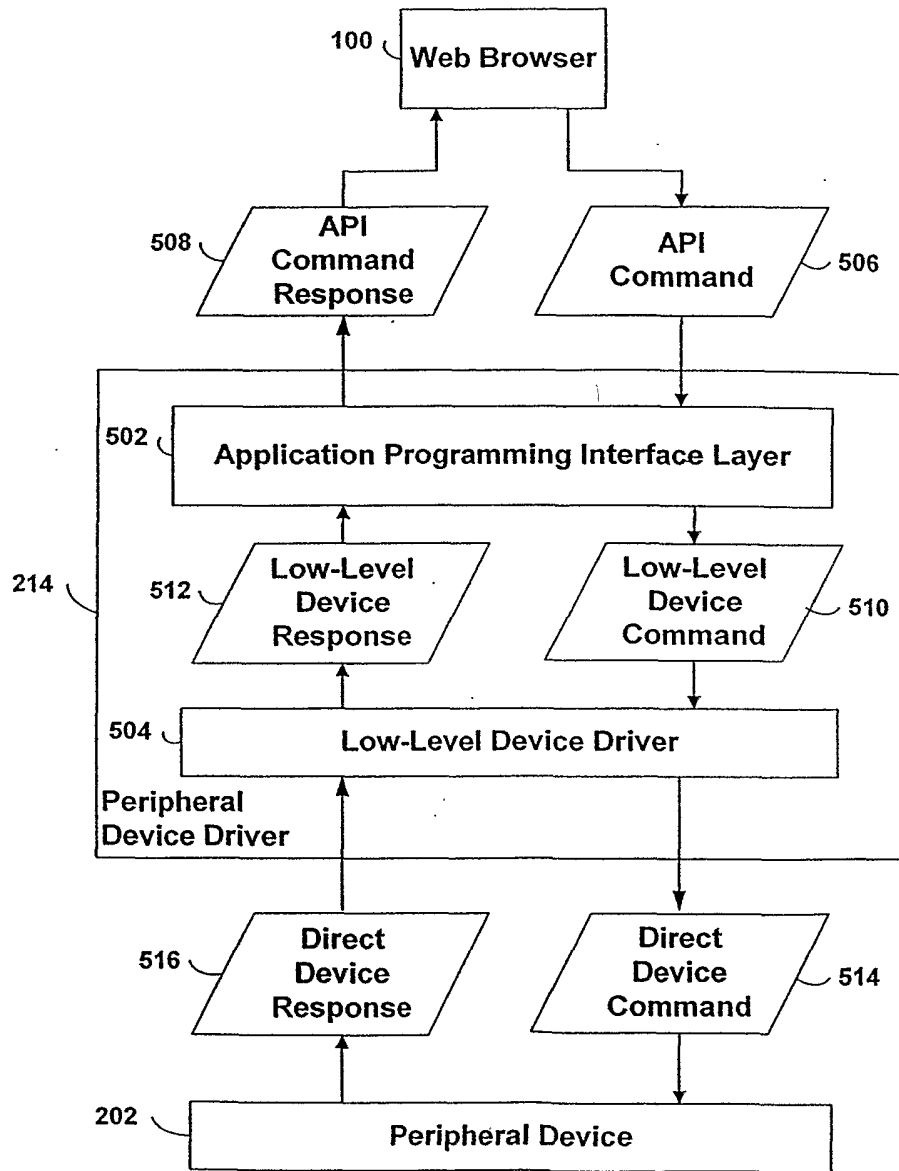 100
Web Browser
508
API
Command
Response
API
Command
506
502
Application Programming Interface Layer
214
512
Low-Level
Device
Response
Low-Level
Device
Command
510
504
Low-Level Device Driver
Peripheral
Device Driver
516
Direct
Device
Response
Direct
Device
Command
514
202
Peripheral Device